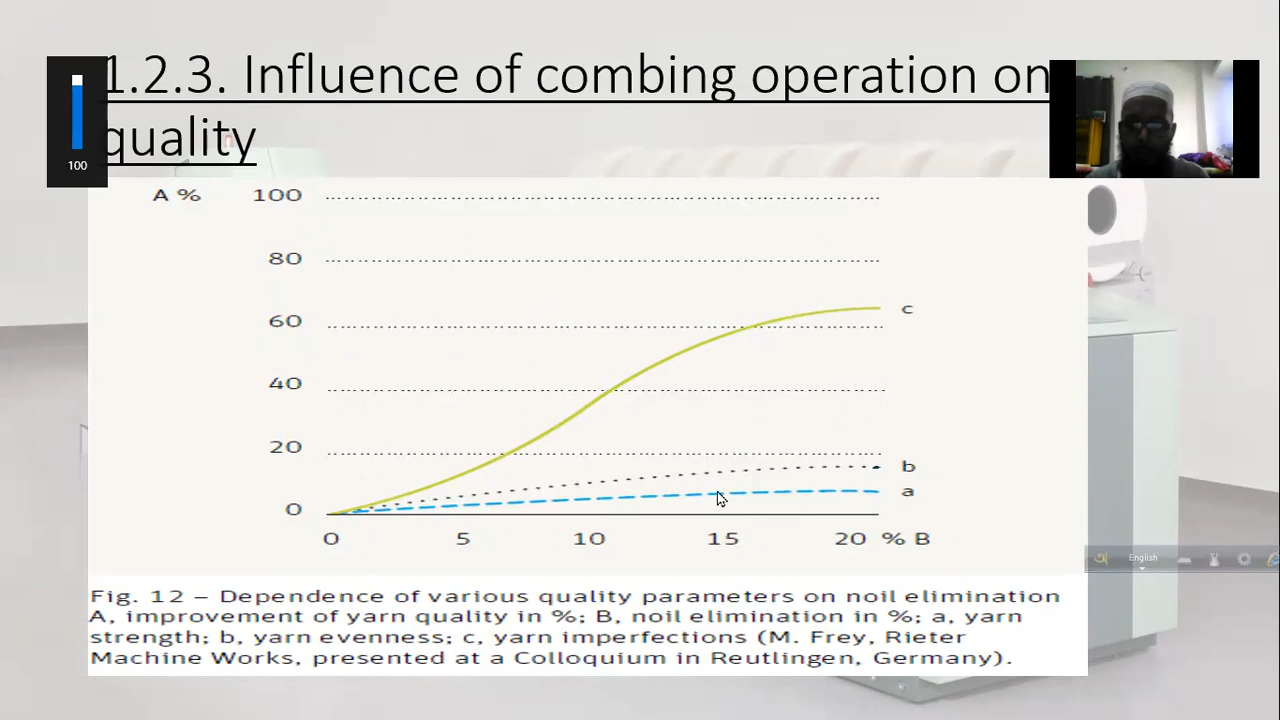 1.2.3. Influence of combing operation on
quality
100
A % 100
80
60
40
20
0
c
b
a
0 5 10 15 20 % B
English
Fig. 12 – Dependence of various quality parameters on noil elimination
A, improvement of yarn quality in %; B, noil elimination in %; a, yarn
strength; b, yarn evenness; c, yarn imperfections (M. Frey, Rieter
Machine Works, presented at a Colloquium in Reutlingen, Germany).